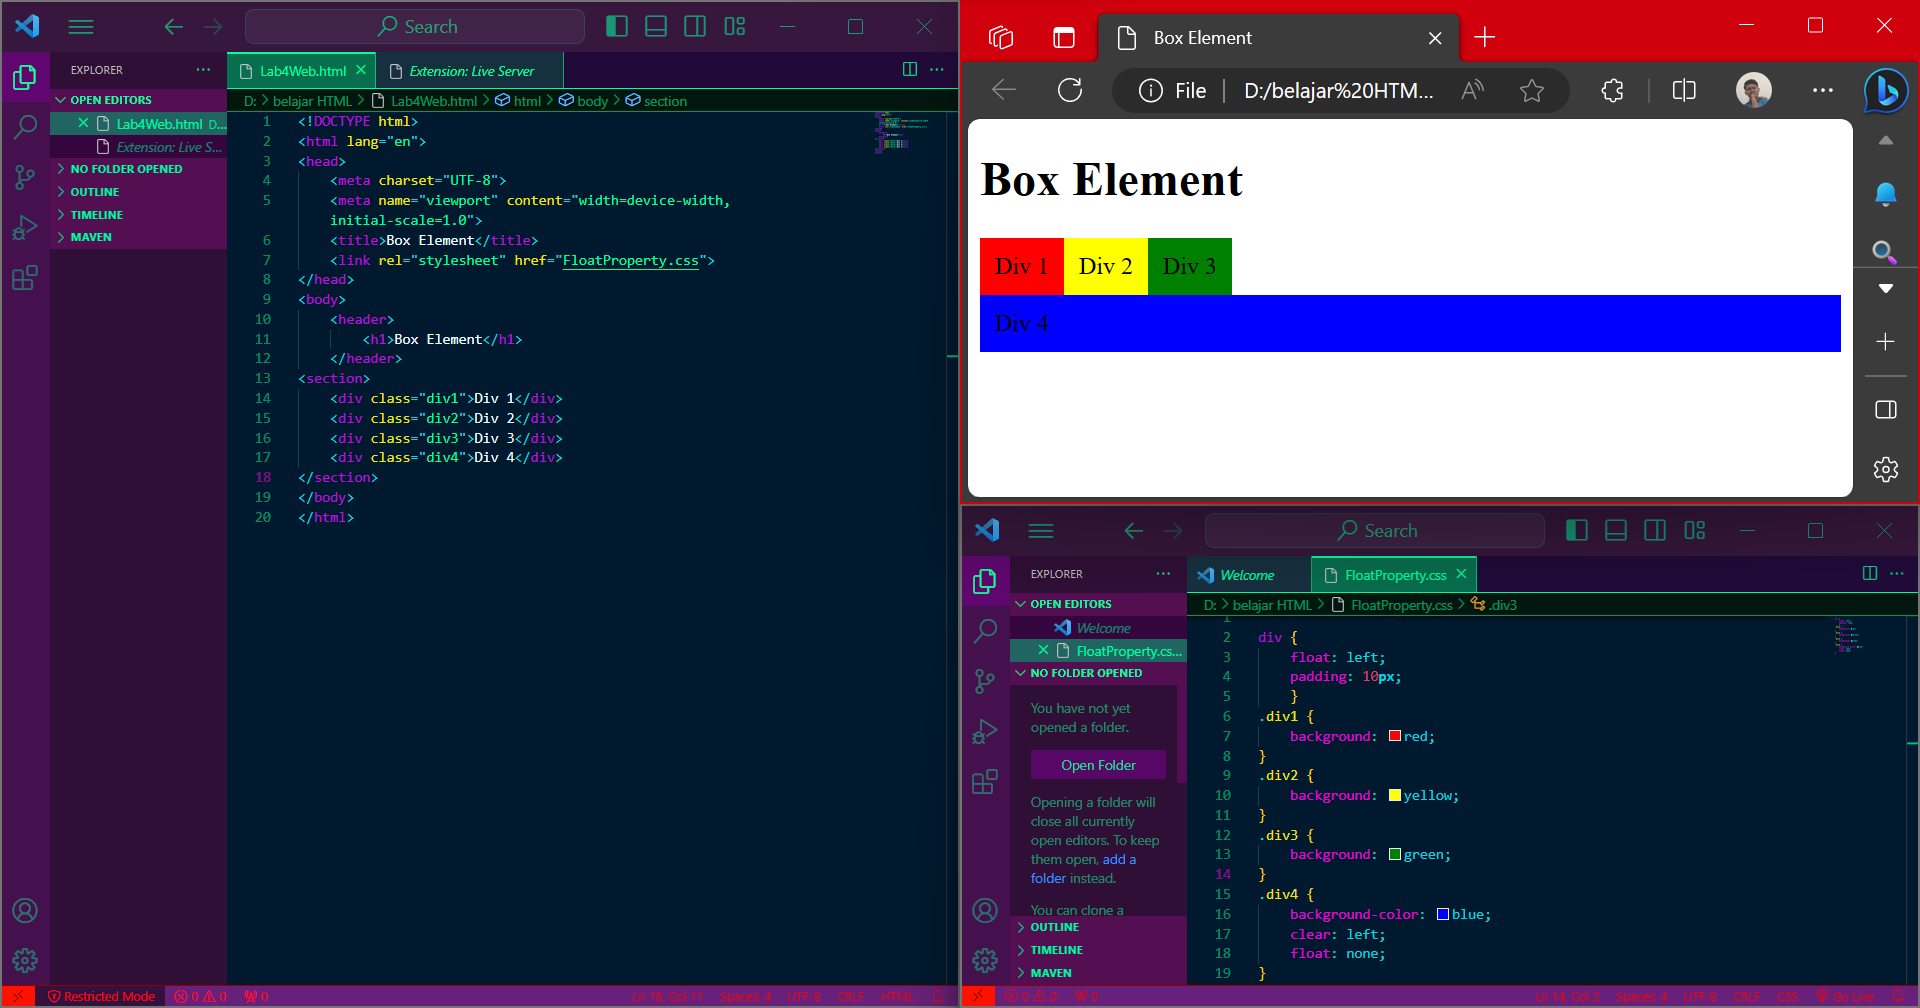 Search
EXPLORER
OPEN EDITORS
Lab4Web.html D...
Extension: Live S...
NO FOLDER OPENED
OUTLINE
TIMELINE
MAVEN
Lab4Web.html
Extension: Live Server
D: > belajar HTML > Lab4Web.html > html > body > section
1 <!DOCTYPE html>
2 <html lang="en">
3 <head>
4 <meta charset="UTF-8">
5 <meta name="viewport" content="width=device-width,
initial-scale=1.0">
6 <title>Box Element</title>
7 <link rel="stylesheet" href="FloatProperty.css">
8 </head>
9 <body>
10 <header>
11 <h1>Box Element</h1>
12 </header>
13 <section>
14 <div class="div1">Div 1</div>
15 <div class="div2">Div 2</div>
16 <div class="div3">Div 3</div>
17 <div class="div4">Div 4</div>
18 </section>
19 </body>
20 </html>
Restricted Mode 0 0 0
Ln 18, Col 11 Spaces: 4 UTF-8 CRLF HTML
Box Element
File D:/belajar%20HTM...
Box Element
Div 1 Div 2 Div 3
Div 4
Search
EXPLORER
OPEN EDITORS
Welcome
FloatProperty.cs...
NO FOLDER OPENED
You have not yet
opened a folder.
Open Folder
Opening a folder will
close all currently
open editors. To keep
them open, add a
folder instead.
You can clone a
OUTLINE
TIMELINE
MAVEN
Welcome
FloatProperty.css
D: > belajar HTML > FloatProperty.css > .div3
1
2 div {
3 float: left;
4 padding: 10px;
5 }
6 .div1 {
7 background: red;
8 }
9 .div2 {
10 background: yellow;
11 }
12 .div3 {
13 background: green;
14 }
15 .div4 {
16 background-color: blue;
17 clear: left;
18 float: none;
19 }
0 0 0
Ln 14, Col 2 Spaces: 4 UTF-8 CRLF CSS Go Live